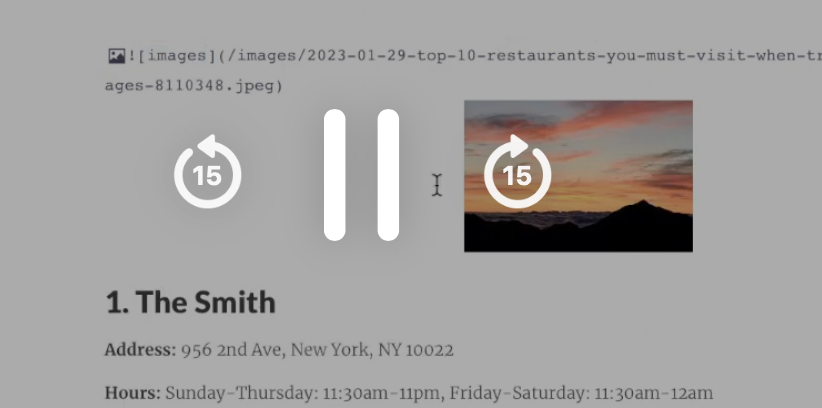 ![images](/images/2023-01-29-top-10-restaurants-you-must-visit-when-tr
ages-8110348.jpeg)
15
15
1. The Smith
Address: 956 2nd Ave, New York, NY 10022
Hours: Sunday-Thursday: 11:30am-11pm, Friday-Saturday: 11:30am-12am